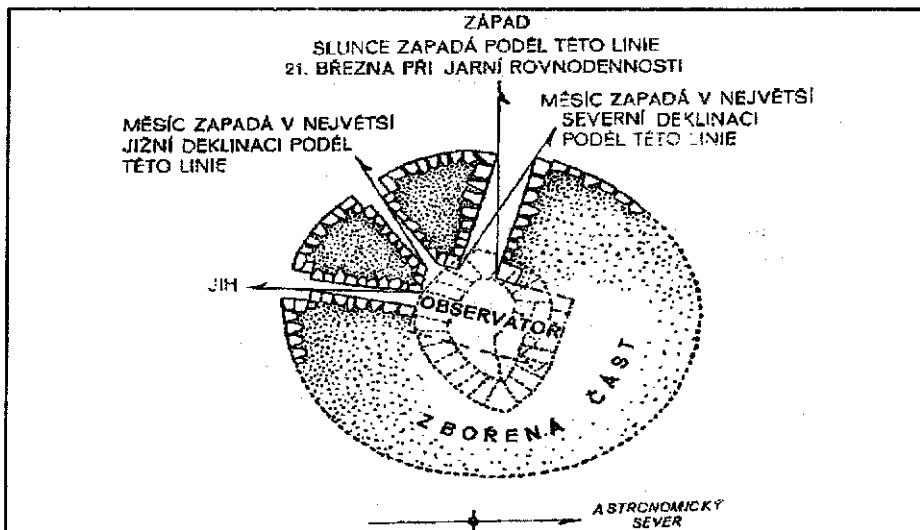 ZÁPAD
SLUNCE ZAPADÁ PODÉL TÉTO LINIE
21. BŘEZNA PŘI JARNÍ ROVNODENNOSTI
MĚSÍC ZAPADÁ V NEJVĚTŠÍ
JIŽNÍ DEKLINACI PODÉL
TÉTO LINIE
MĚSÍC ZAPADÁ V NEJVĚTŠÍ
SEVERNÍ DEKLINACI
PODÉL TÉTO LINIE
JIH
OBSERVATOŘ
ZBOŘENÁ ČÁST
ASTRONOMICKÝ
SEVER